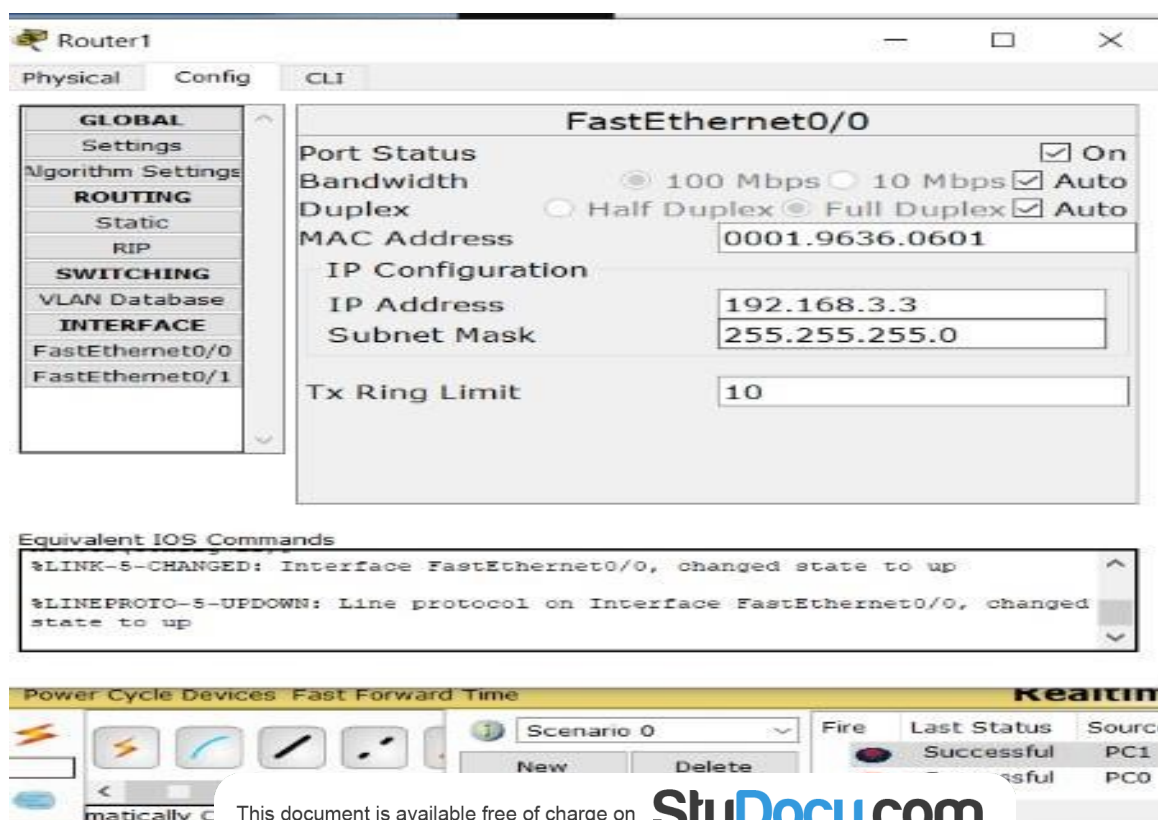 Router1
Physical Config CLI
GLOBAL
Settings
Algorithm Settings
ROUTING
Static
RIP
SWITCHING
VLAN Database
INTERFACE
FastEthernet0/0
FastEthernet0/1
FastEthernet0/0
Port Status On
Bandwidth 100 Mbps 10 Mbps Auto
Duplex Half Duplex Full Duplex Auto
MAC Address 0001.9636.0601
IP Configuration
IP Address 192.168.3.3
Subnet Mask 255.255.255.0
Tx Ring Limit 10
Equivalent IOS Commands
%LINK-5-CHANGED: Interface FastEthernet0/0, changed state to up
%LINEPROTO-5-UPDOWN: Line protocol on Interface FastEthernet0/0, changed
state to up
Power Cycle Devices Fast Forward Time Realtim
Scenario 0
New Delete
Fire Last Status Sourc
Successful PC1
ssful PC0
matically C
This document is available free of charge on StuDocu.com